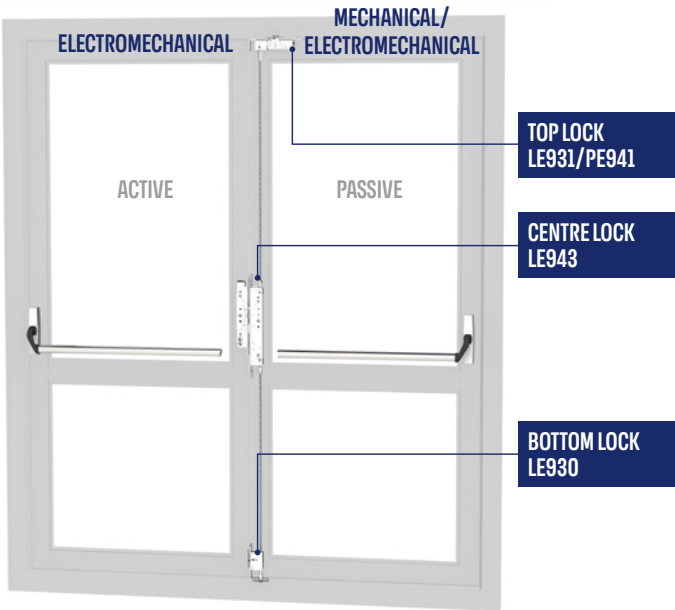 ELECTROMECHANICAL
MECHANICAL/
ELECTROMECHANICAL
TOP LOCK
LE931/PE941
ACTIVE
PASSIVE
CENTRE LOCK
LE943
BOTTOM LOCK
LE930